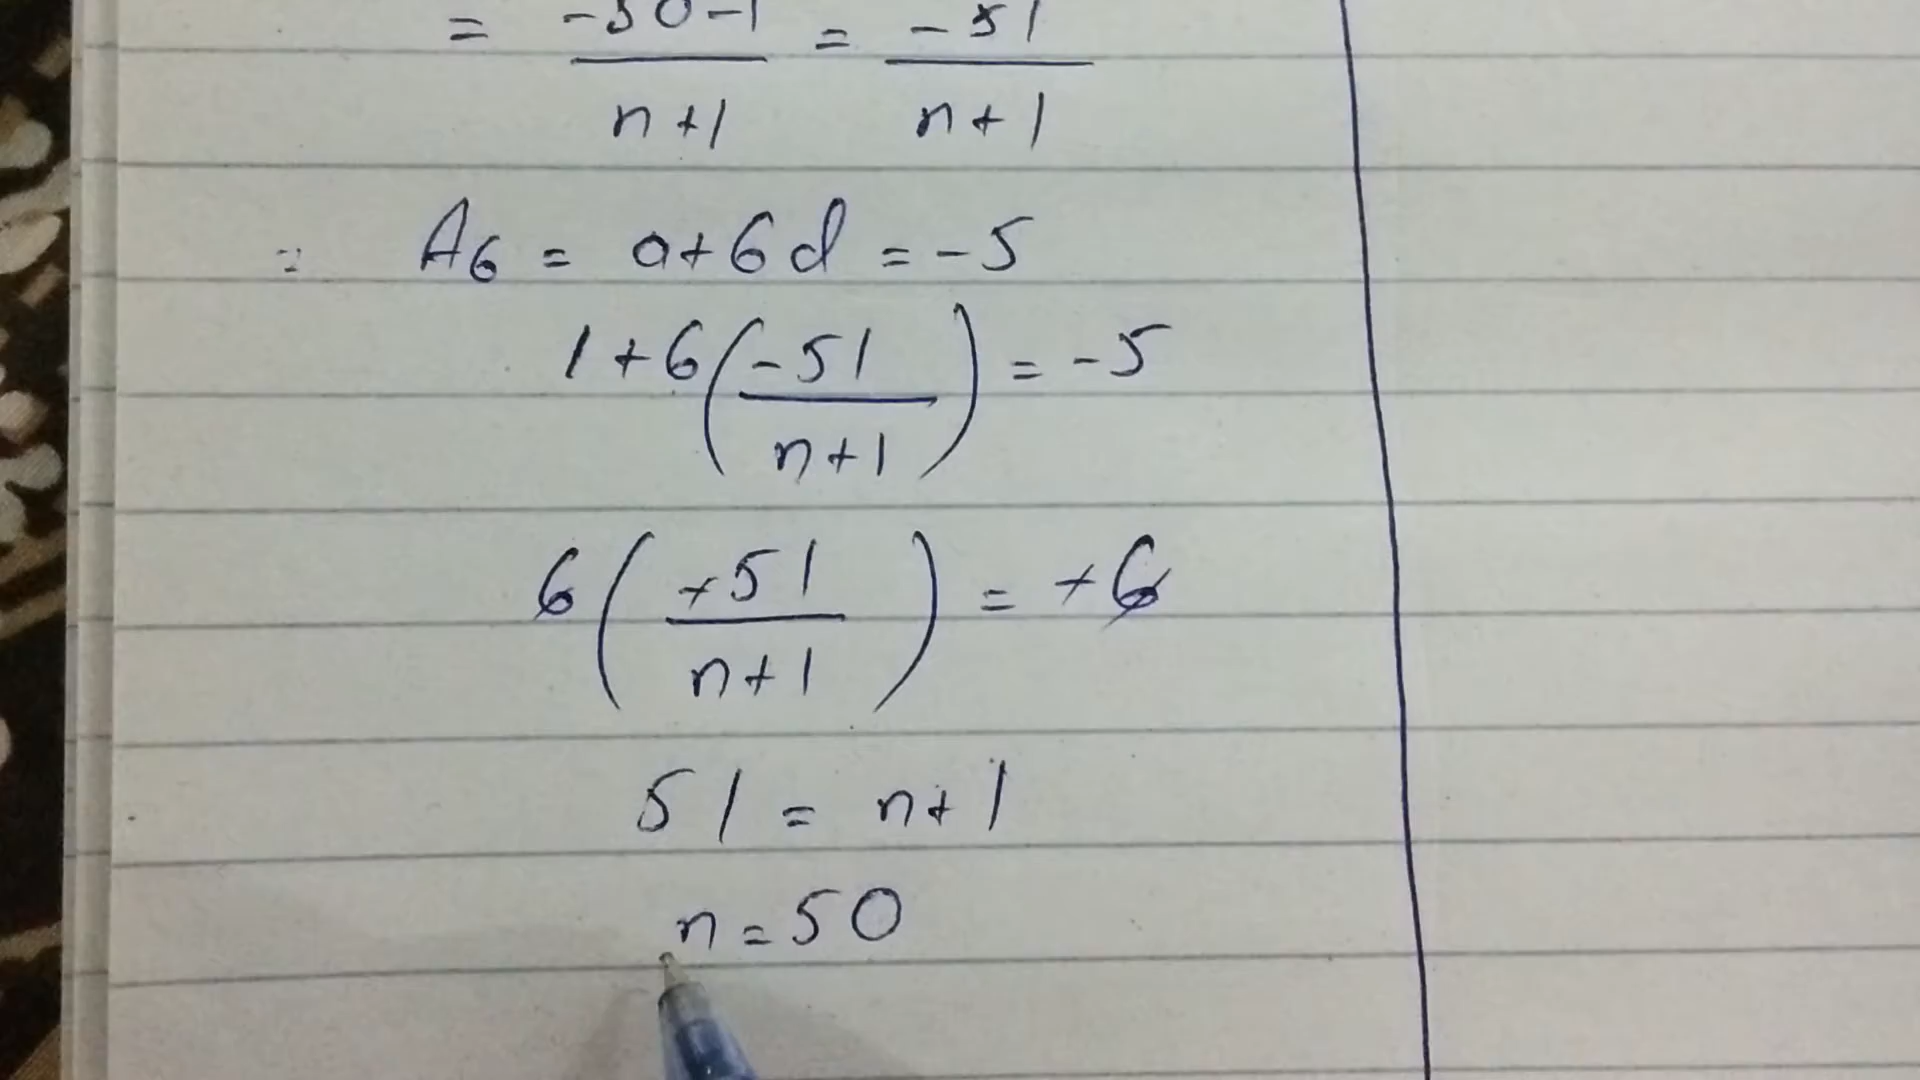 = -50-1/n+1 = -51/n+1
= A6 = a+6d = -5
1+6(-51/n+1) = -5
6(+51/n+1) = +6
51 = n+1
n = 50